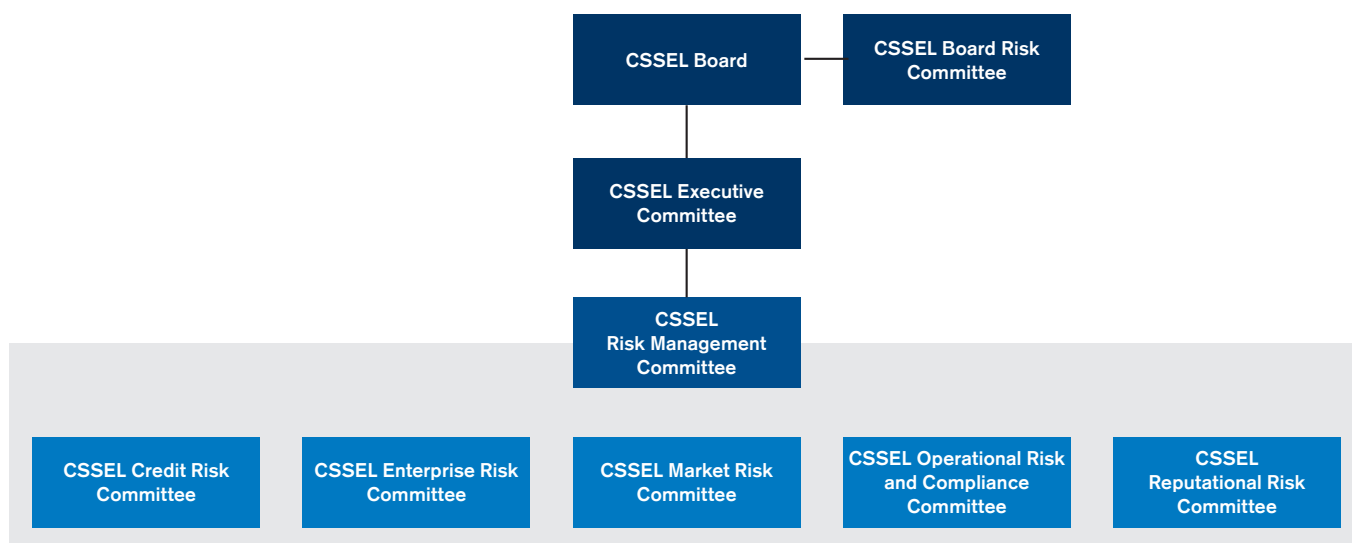 CSSEL Board
CSSEL Board Risk
Committee
CSSEL Executive
Committee
CSSEL
Risk Management
Committee
CSSEL Credit Risk
Committee
CSSEL Enterprise Risk
Committee
CSSEL Market Risk
Committee
CSSEL Operational Risk
and Compliance
Committee
CSSEL
Reputational Risk
Committee